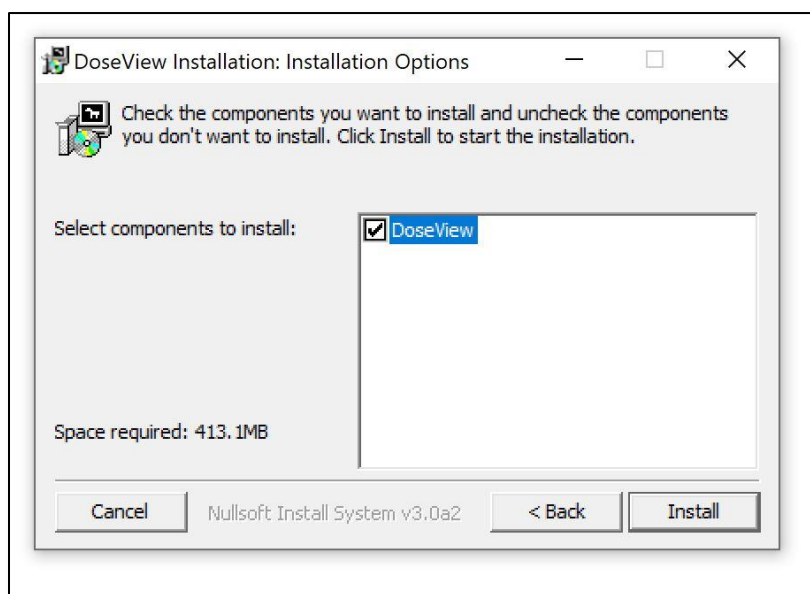 DoseView Installation: Installation Options
Check the components you want to install and uncheck the components
you don't want to install. Click Install to start the installation.
Select components to install:
DoseView
Space required: 413.1MB
Cancel
Nullsoft Install System v3.0a2
< Back
Install